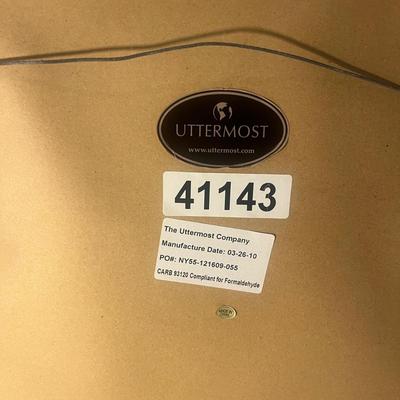 UTTERMOST
www.uttermost.com
41143
The Uttermost Company
Manufacture Date: 03-26-10
PO#: NY55-121609-055
CARB 93120 Compliant for Formaldehyde